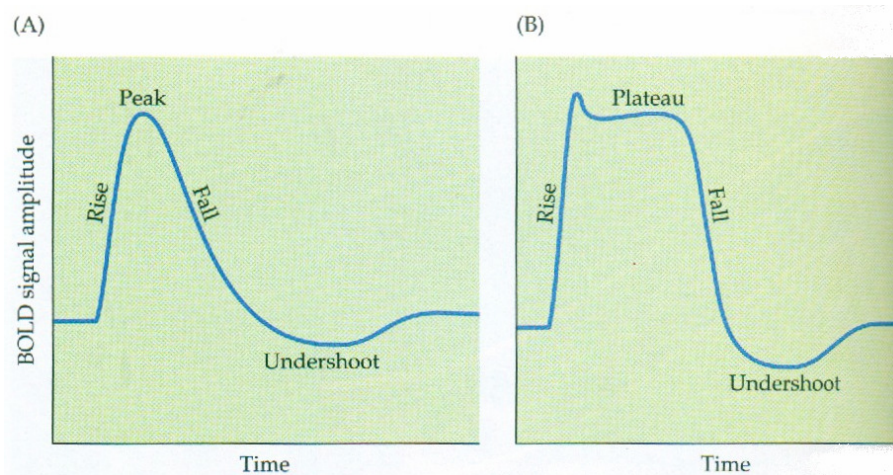 (A)
BOLD signal amplitude
Rise
Peak
Fall
Undershoot
Time
(B)
Rise
Plateau
Fall
Undershoot
Time